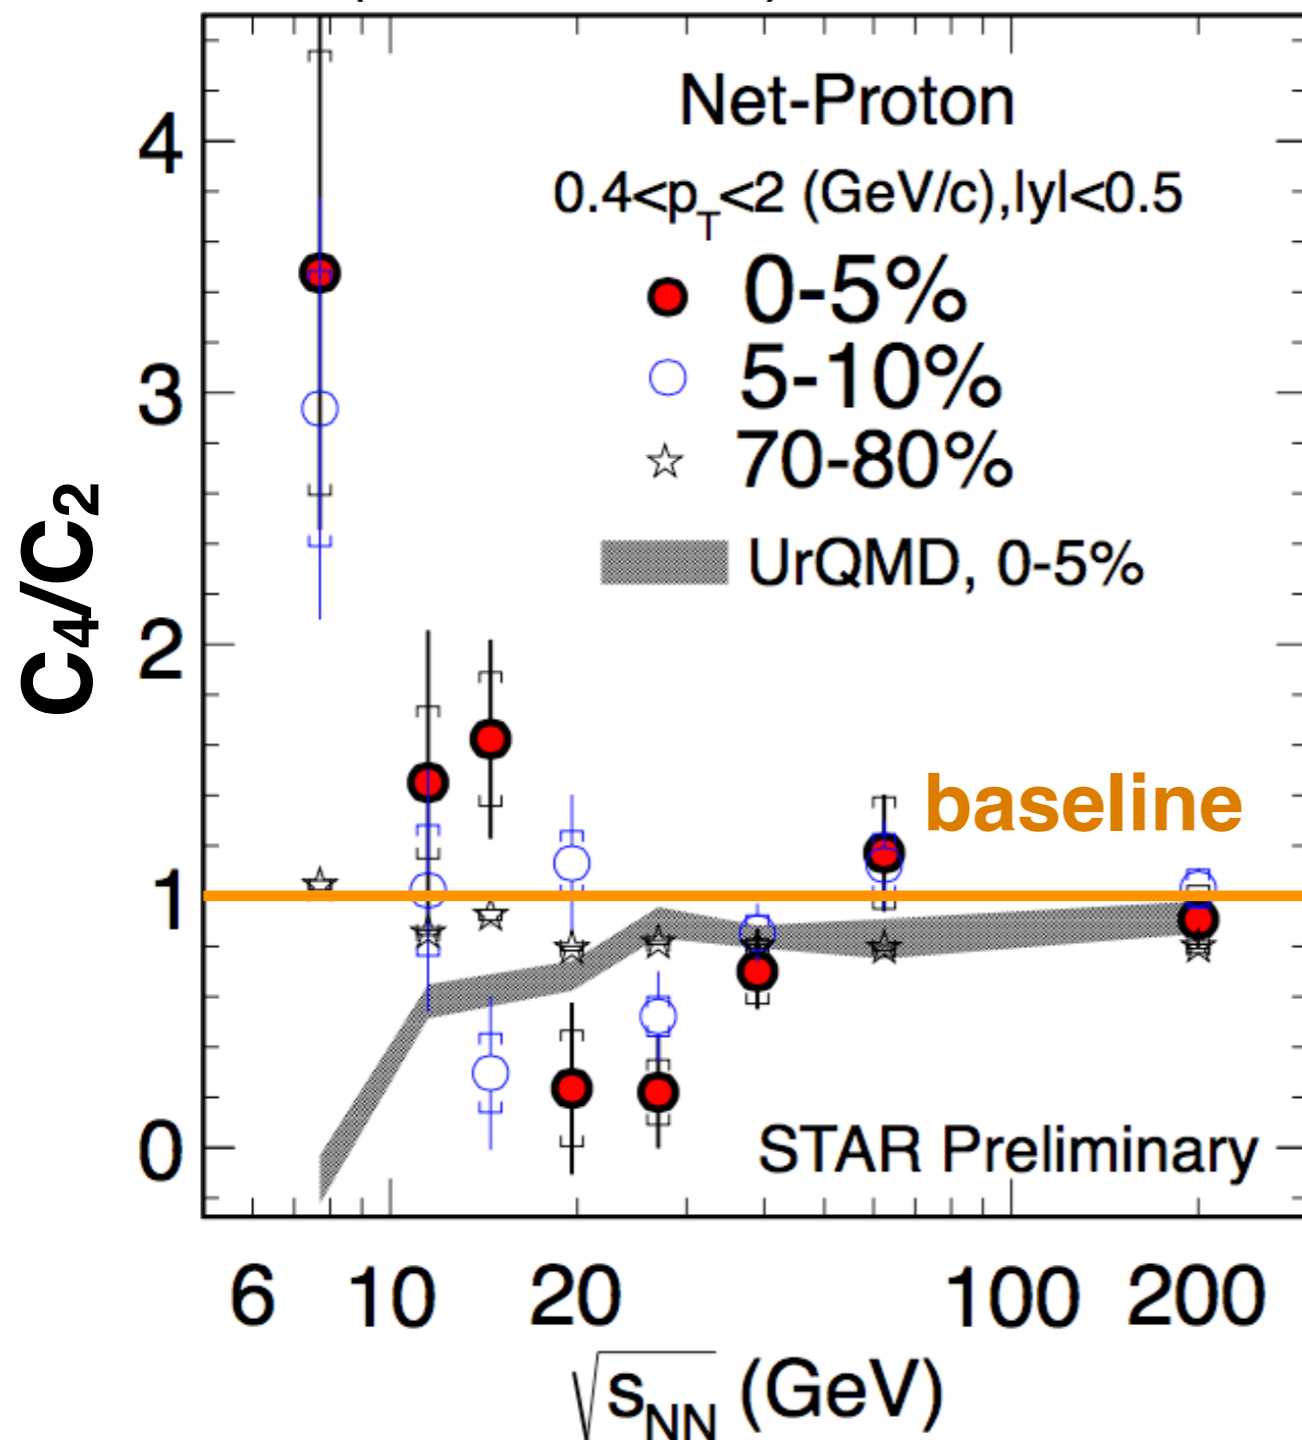 Net-Proton
0.4<pT<2 (GeV/c),|y|<0.5
0-5%
5-10%
70-80%
UrQMD, 0-5%
C4/C2
4
3
2
1
0
baseline
STAR Preliminary
6 10 20 100 200
√sNN (GeV)